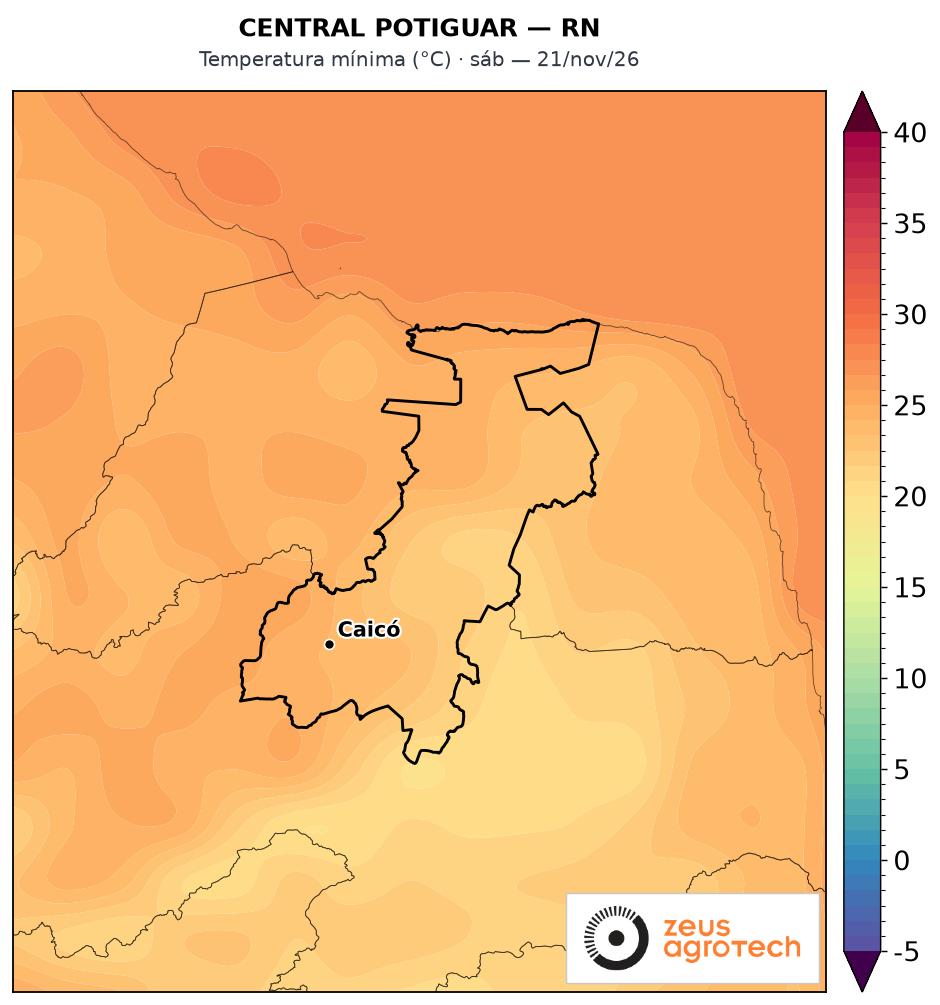 CENTRAL POTIGUAR — RN
Temperatura mínima (°C) · sáb — 21/nov/26
40
35
30
25
20
15
10
5
0
-5
Caicó
zeus
agrotech